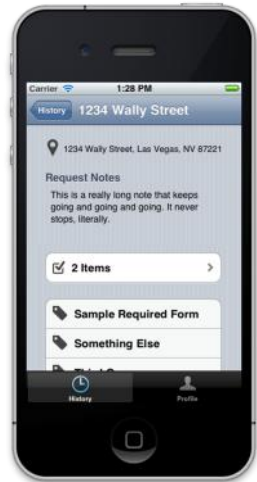 Carrier 1:28 PM
History 1234 Wally Street
1234 Wally Street, Las Vegas, NV 87221
Request Notes
This is a really long note that keeps
going and going and going. It never
stops, literally.
2 Items
Sample Required Form
Something Else
History Profile